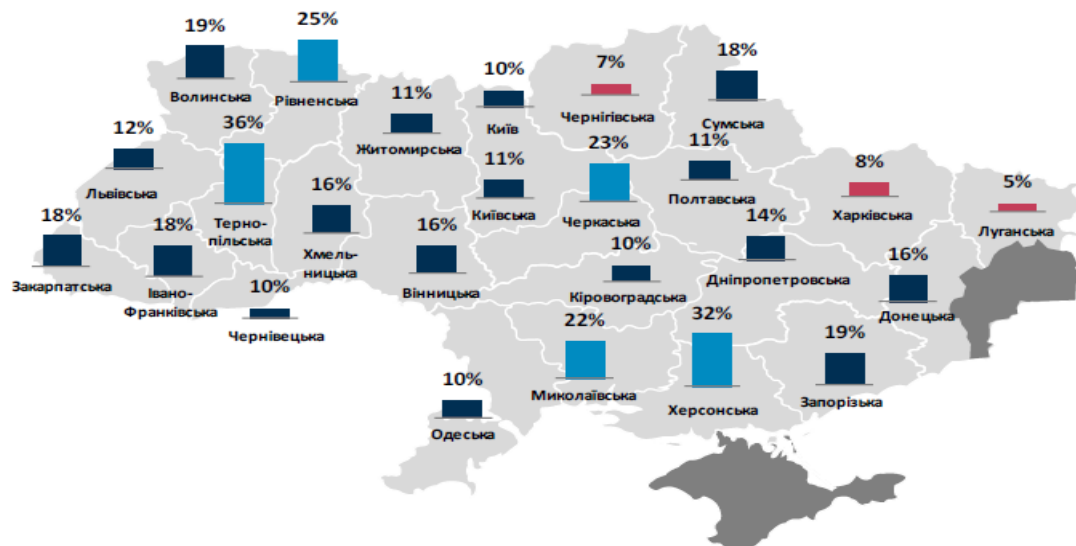 19%
Волинська
25%
Рівненська
11%
Житомирська
10%
Київ
7%
Чернігівська
18%
Сумська
12%
Львівська
36%
Терно-
пільська
16%
Хмель-
ницька
11%
Київська
23%
Черкаська
11%
Полтавська
8%
Харківська
5%
Луганська
18%
Закарпатська
18%
Івано-
Франківська
10%
Чернівецька
16%
Вінницька
10%
Кіровоградська
14%
Дніпропетровська
16%
Донецька
10%
Одеська
22%
Миколаївська
32%
Херсонська
19%
Запорізька